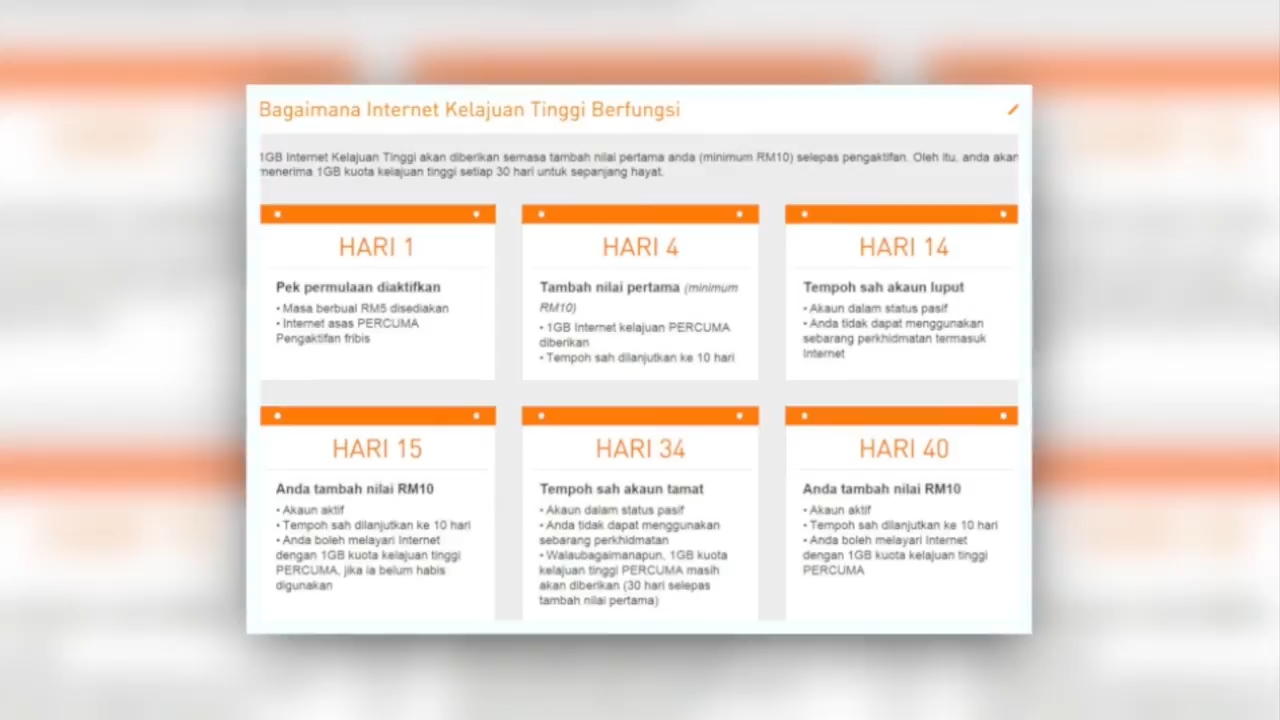 Bagaimana Internet Kelajuan Tinggi Berfungsi
1GB Internet Kelajuan Tinggi akan diberikan semasa tambah nilai pertama anda (minimum RM10) selepas pengaktifan. Oleh itu, anda akan
menerima 1GB kuota kelajuan tinggi setiap 30 hari untuk sepanjang hayat.
HARI 1
Pek permulaan diaktifkan
• Masa berbual RM5 disediakan
• Internet asas PERCUMA
Pengaktifan fribis
HARI 4
Tambah nilai pertama (minimum
RM10)
• 1GB Internet kelajuan PERCUMA
diberikan
• Tempoh sah dilanjutkan ke 10 hari
HARI 14
Tempoh sah akaun luput
• Akaun dalam status pasif
• Anda tidak dapat menggunakan
sebarang perkhidmatan termasuk
Internet
HARI 15
Anda tambah nilai RM10
• Akaun aktif
• Tempoh sah dilanjutkan ke 10 hari
• Anda boleh melayari Internet
dengan 1GB kuota kelajuan tinggi
PERCUMA, jika ia belum habis
digunakan
HARI 34
Tempoh sah akaun tamat
• Akaun dalam status pasif
• Anda tidak dapat menggunakan
sebarang perkhidmatan
• Walaubagaimanapun, 1GB kuota
kelajuan tinggi PERCUMA masih
akan diberikan (30 hari selepas
tambah nilai pertama)
HARI 40
Anda tambah nilai RM10
• Akaun aktif
• Tempoh sah dilanjutkan ke 10 hari
• Anda boleh melayari Internet
dengan 1GB kuota kelajuan tinggi
PERCUMA